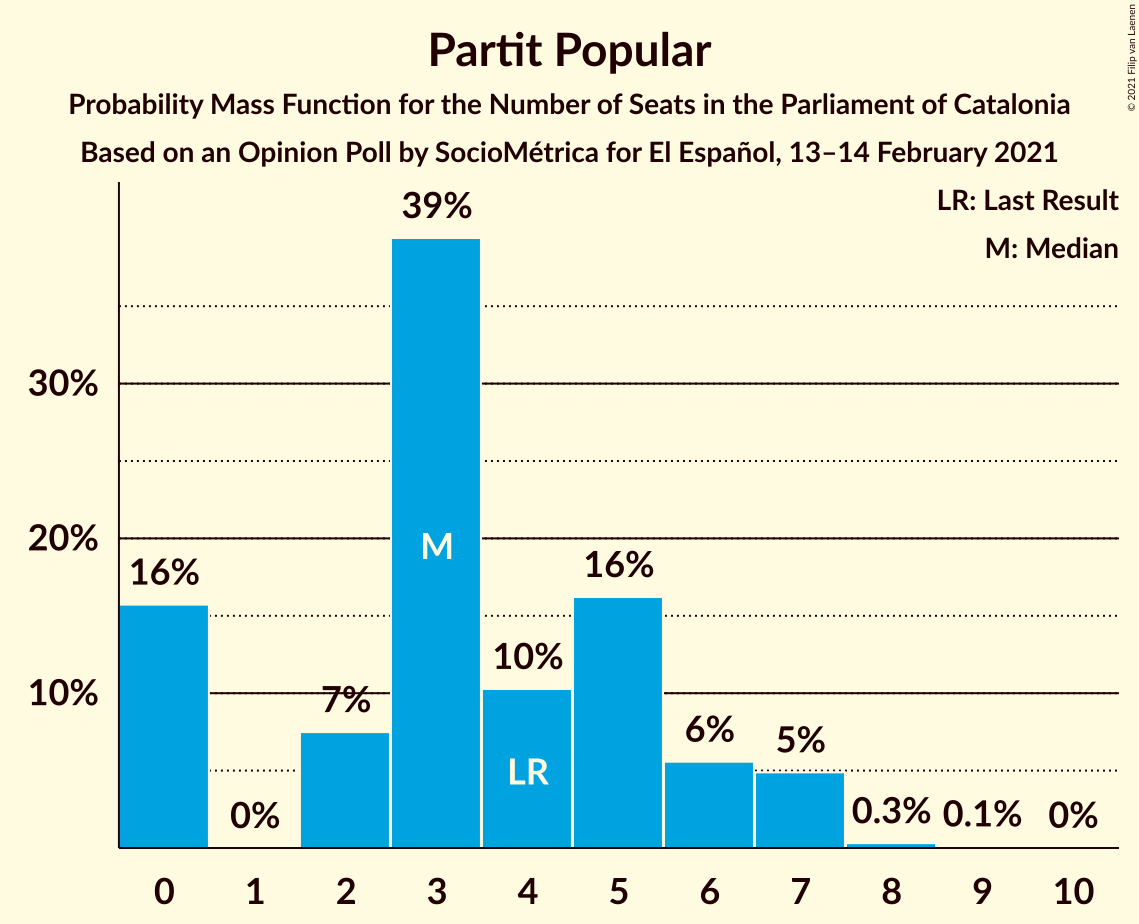 Partit Popular
Probability Mass Function for the Number of Seats in the Parliament of Catalonia
Based on an Opinion Poll by SocioMétrica for El Español, 13–14 February 2021
© 2021 Filip van Laenen
LR: Last Result
M: Median
39%
30%
20%
10%
16%
0%
7%
M
10%
LR
16%
6%
5%
0.3%
0.1%
0%
0 1 2 3 4 5 6 7 8 9 10